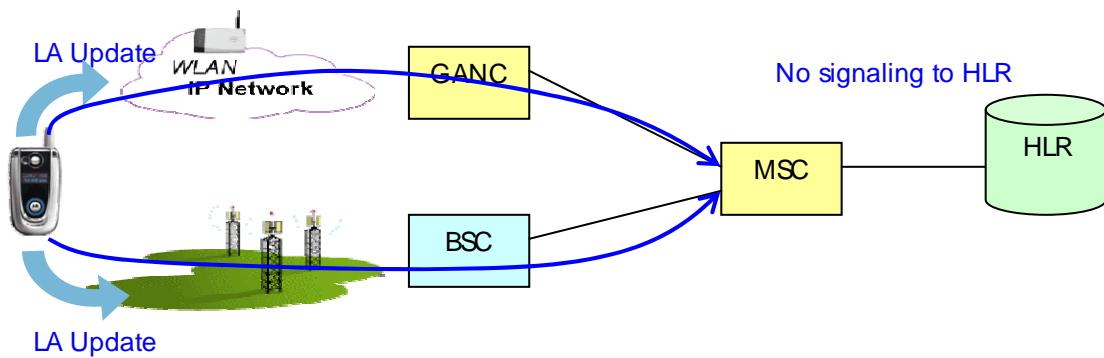 LA Update
WLAN
IP Network
GANC
No signaling to HLR
MSC
HLR
BSC
LA Update